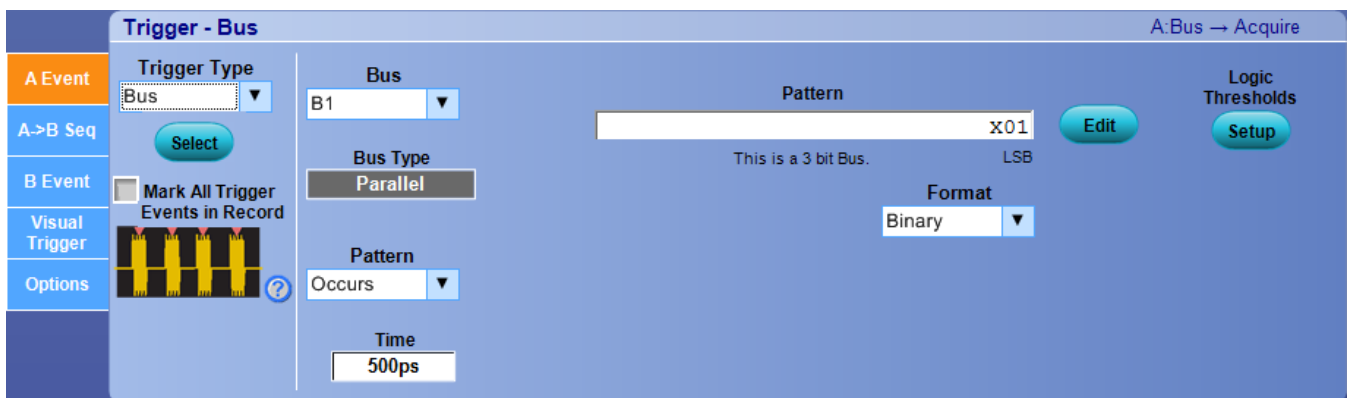 Trigger - Bus
A:Bus → Acquire
A Event
A->B Seq
B Event
Visual
Trigger
Options
Trigger Type
Bus
Select
Mark All Trigger
Events in Record
Bus
B1
Bus Type
Parallel
Pattern
Occurs
Time
500ps
Pattern
X01
This is a 3 bit Bus.
LSB
Edit
Format
Binary
Logic
Thresholds
Setup